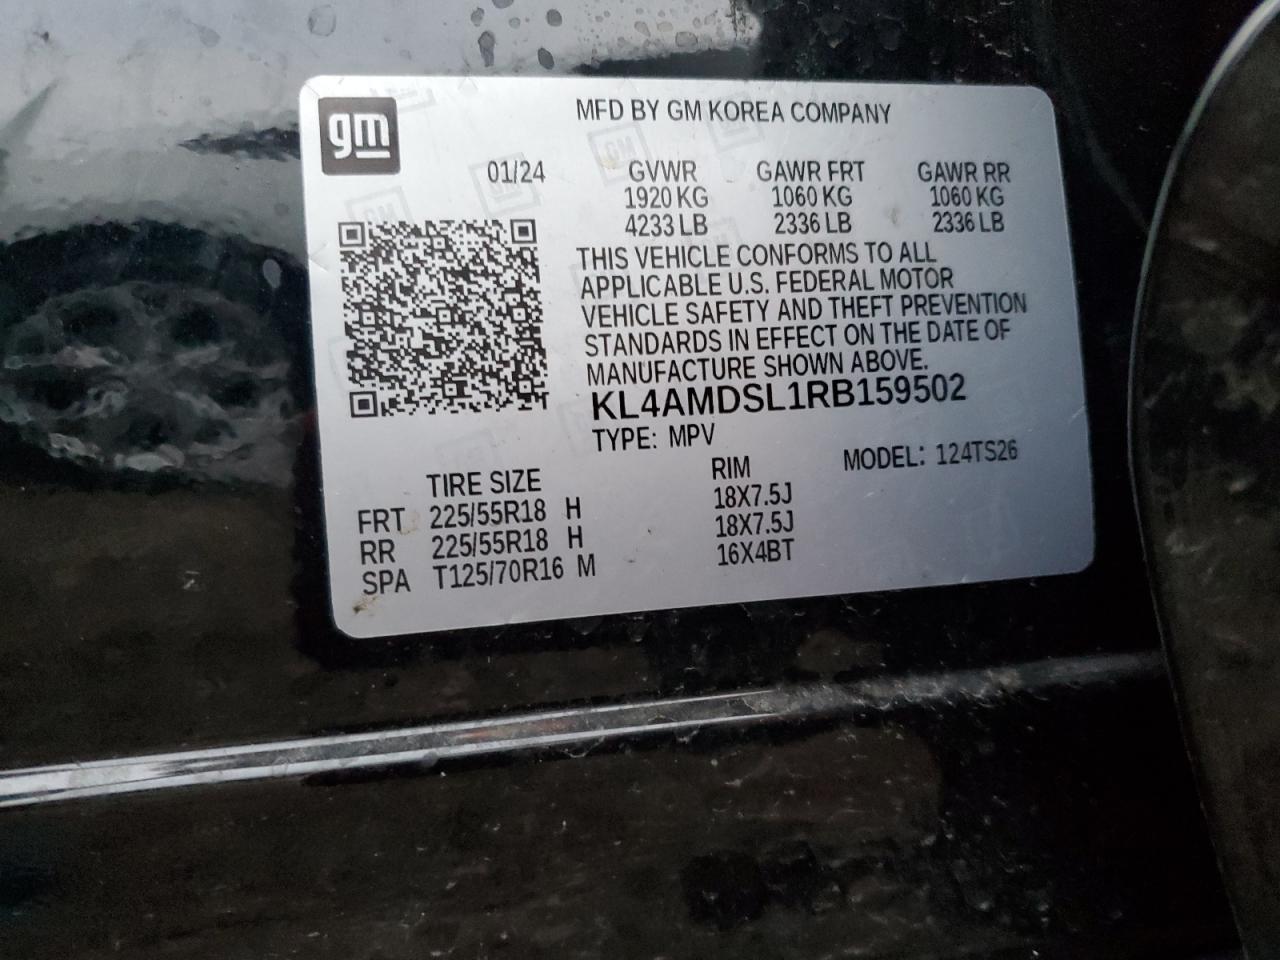 gm
MFD BY GM KOREA COMPANY
01/24 GVWR GAWR FRT GAWR RR
1920 KG 1060 KG 1060 KG
4233 LB 2336 LB 2336 LB
THIS VEHICLE CONFORMS TO ALL
APPLICABLE U.S. FEDERAL MOTOR
VEHICLE SAFETY AND THEFT PREVENTION
STANDARDS IN EFFECT ON THE DATE OF
MANUFACTURE SHOWN ABOVE.
KL4AMDSL1RB159502
TYPE: MPV
MODEL: 124TS26
TIRE SIZE RIM
FRT 225/55R18 H 18X7.5J
RR 225/55R18 H 18X7.5J
SPA T125/70R16 M 16X4BT